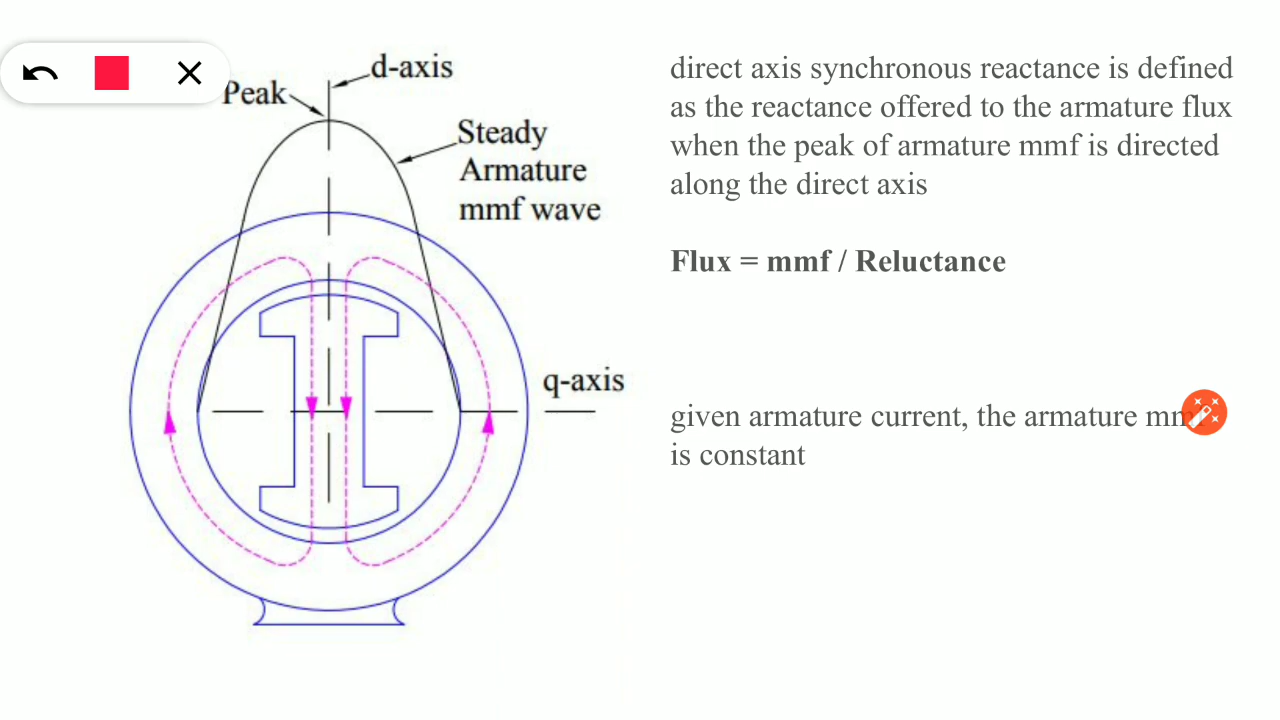 d-axis
Peak
Steady
Armature
mmf wave
q-axis
direct axis synchronous reactance is defined
as the reactance offered to the armature flux
when the peak of armature mmf is directed
along the direct axis
Flux = mmf / Reluctance
given armature current, the armature
is constant